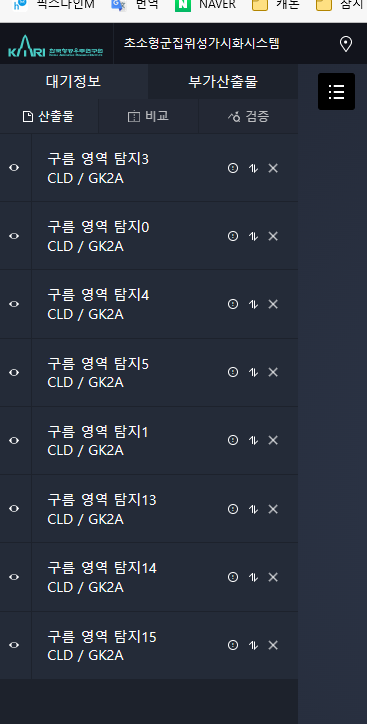 픽스다인M
번역
NAVER
캐논
잡지
KARI 한국항공우주연구원
초소형군집위성가시화시스템
대기정보 부가산출물
산출물 비교 검증
구름 영역 탐지3
CLD / GK2A
구름 영역 탐지0
CLD / GK2A
구름 영역 탐지4
CLD / GK2A
구름 영역 탐지5
CLD / GK2A
구름 영역 탐지1
CLD / GK2A
구름 영역 탐지13
CLD / GK2A
구름 영역 탐지14
CLD / GK2A
구름 영역 탐지15
CLD / GK2A